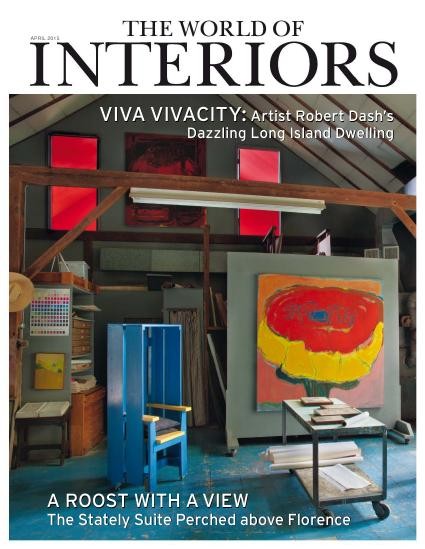 THE WORLD OF
APRIL 2015
INTERIORS
VIVA VIVACITY: Artist Robert Dash's
Dazzling Long Island Dwelling
A ROOST WITH A VIEW
The Stately Suite Perched above Florence